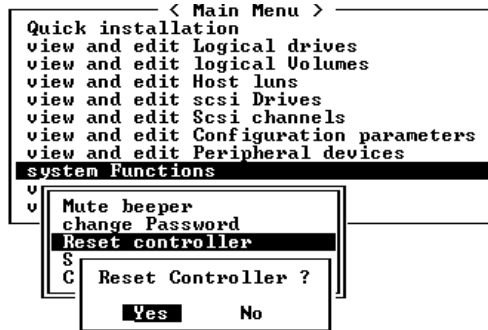 < Main Menu >
Quick installation
view and edit Logical drives
view and edit logical Volumes
view and edit Host luns
view and edit scsi Drives
view and edit Scsi channels
view and edit Configuration parameters
view and edit Peripheral devices
system Functions
v
v
Mute beeper
change Password
Reset controller
S
C
Reset Controller ?
Yes No